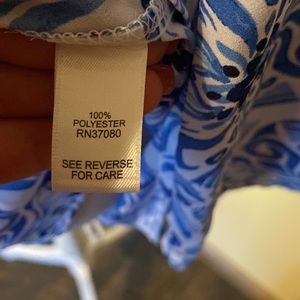 100%
POLYESTER
RN37080
SEE REVERSE
FOR CARE